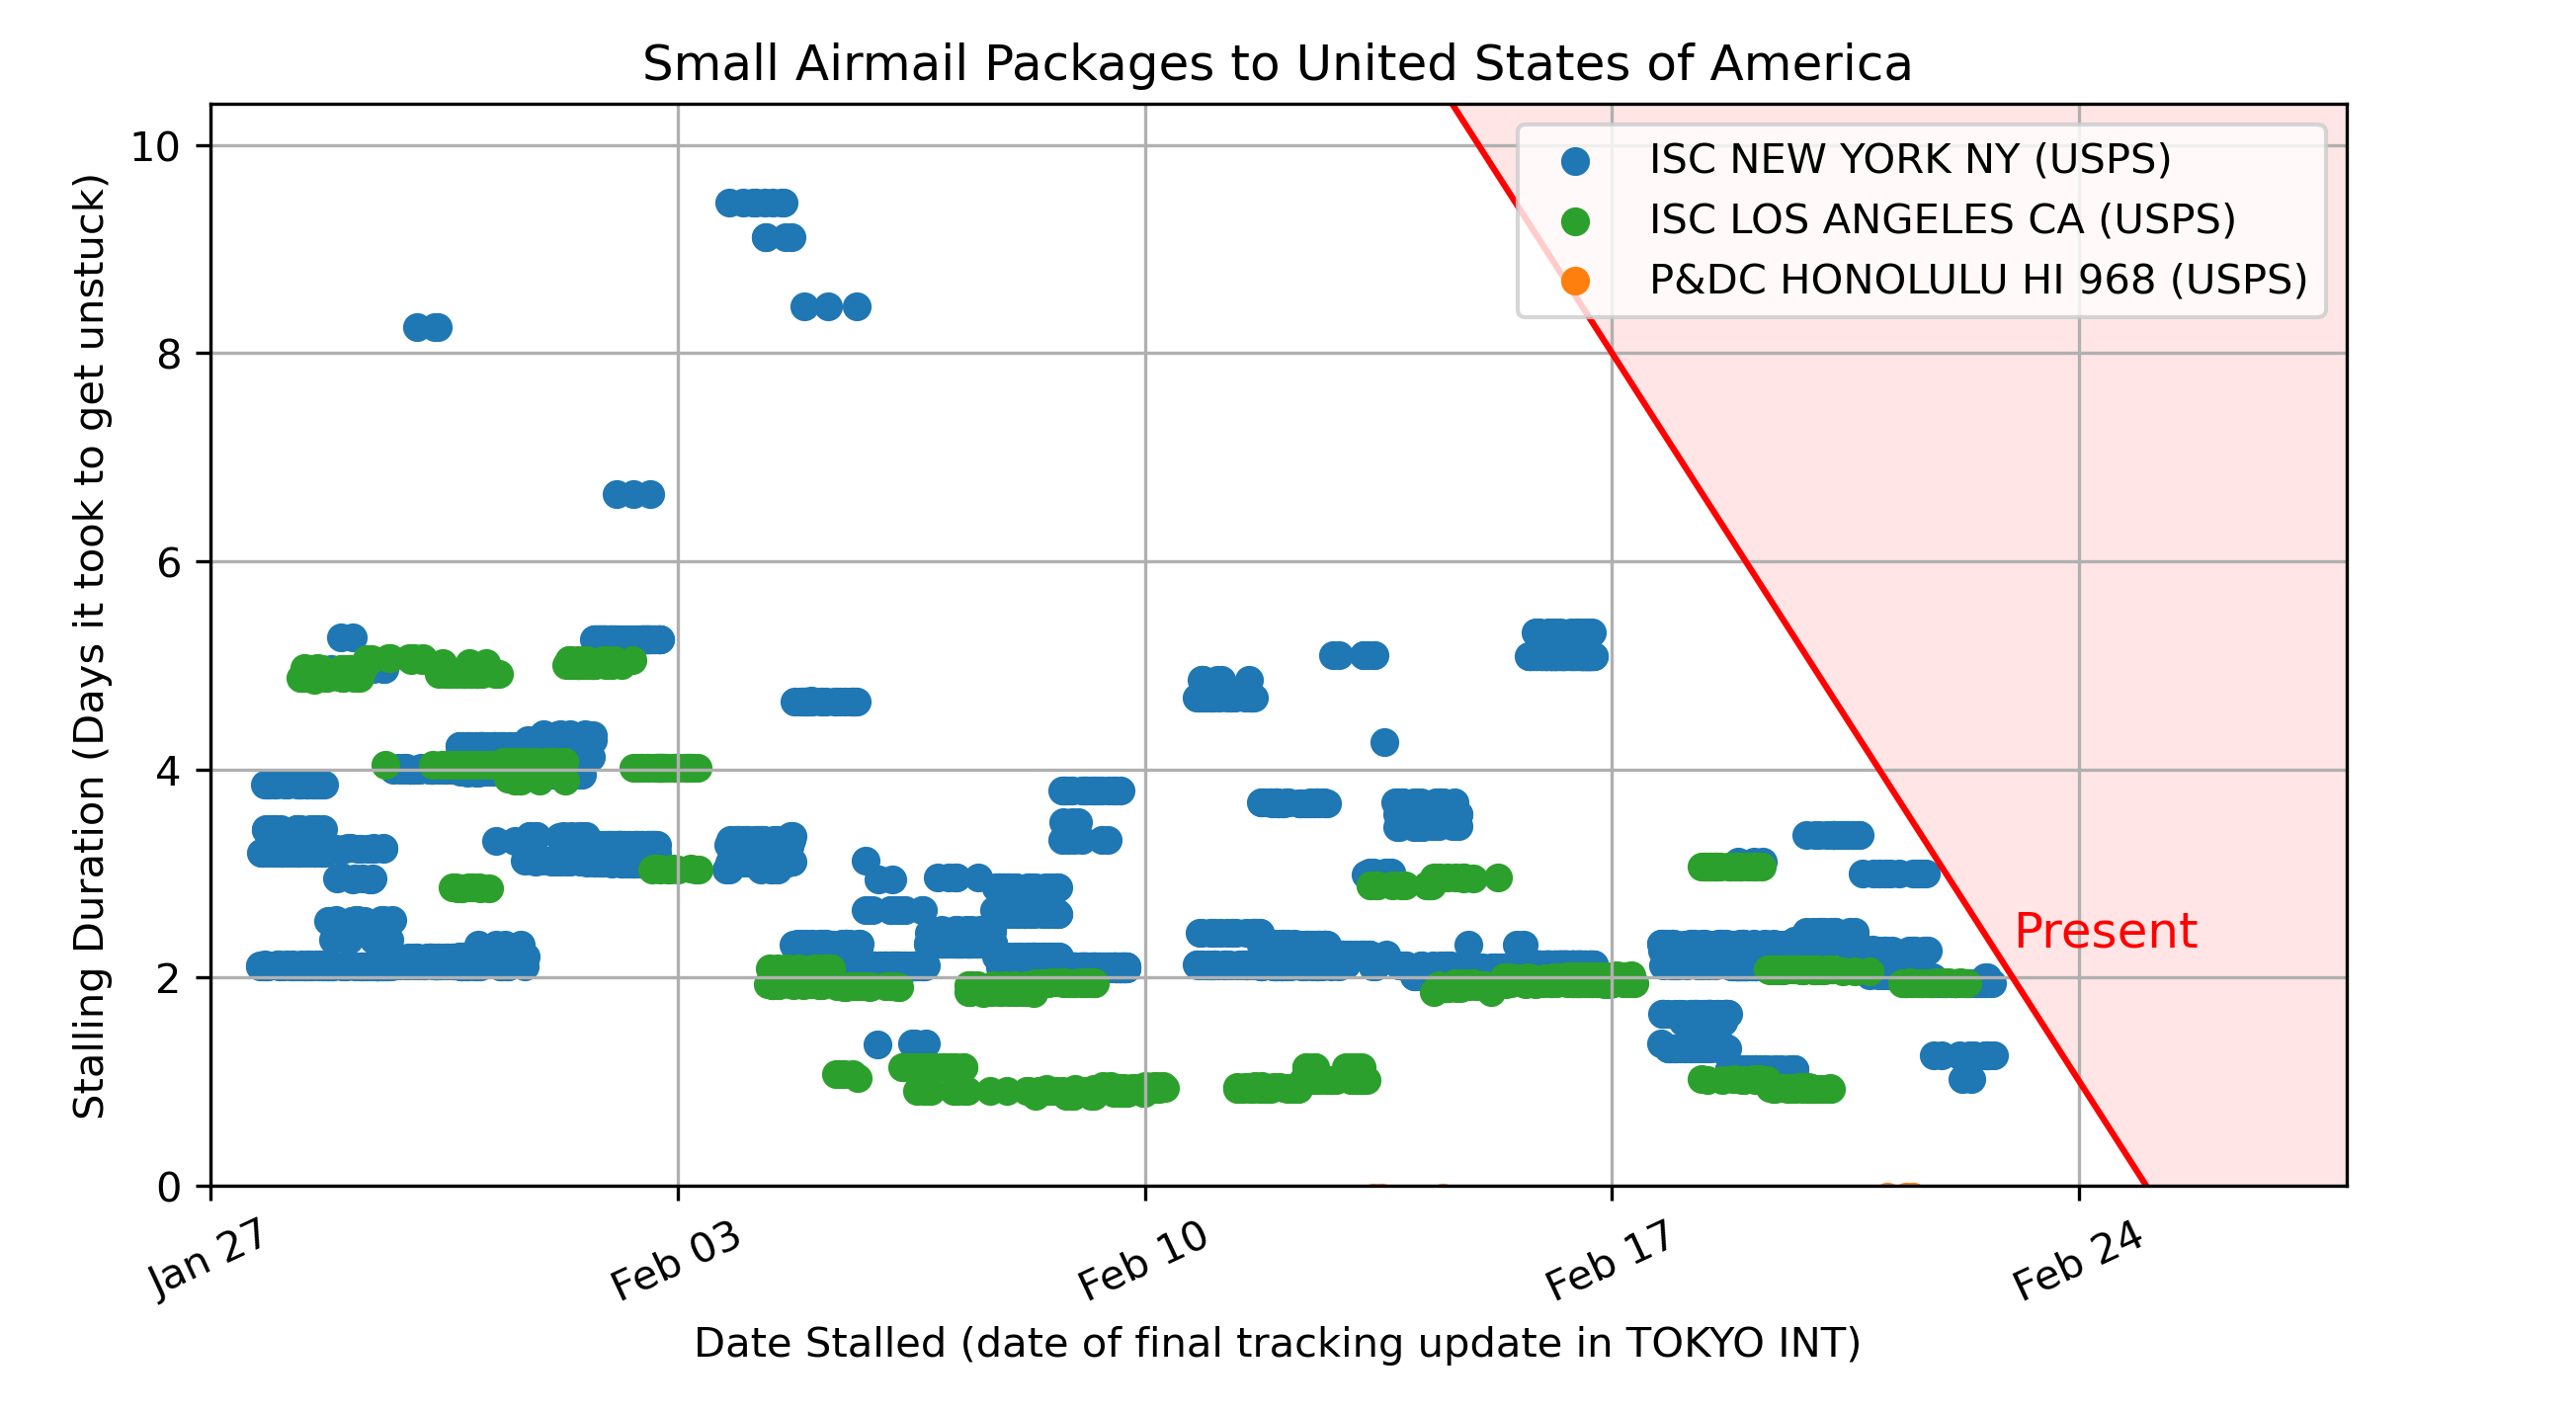 Small Airmail Packages to United States of America
10
8
6
4
2
0
Stalling Duration (Days it took to get unstuck)
ISC NEW YORK NY (USPS)
ISC LOS ANGELES CA (USPS)
P&DC HONOLULU HI 968 (USPS)
Present
Jan 27
Feb 03
Feb 10
Feb 17
Feb 24
Date Stalled (date of final tracking update in TOKYO INT)